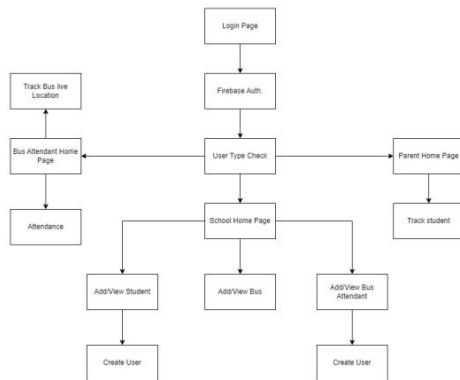 Login Page
Track Bus live
Location
Firebase Auth.
Bus Attendant Home
Page
User Type Check
Parent Home Page
Attendance
School Home Page
Track student
Add/View Student
Add/View Bus
Add/View Bus
Attendant
Create User
Create User